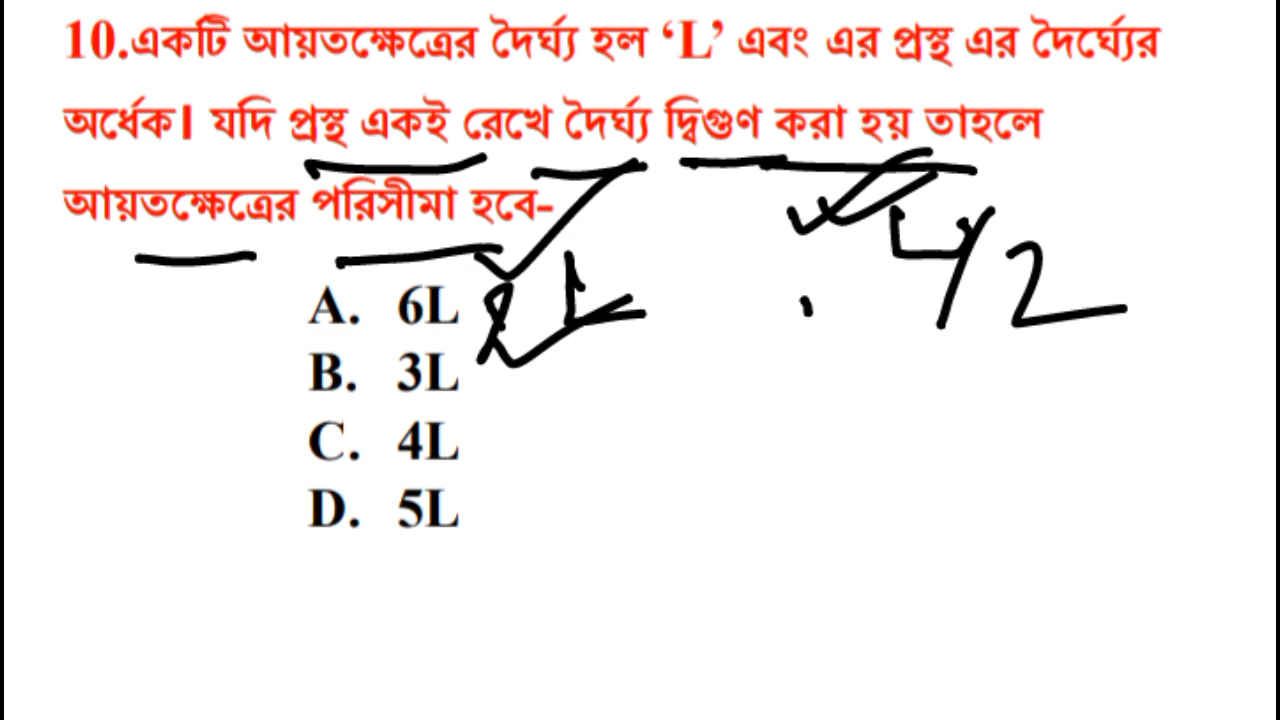 10.একটি আয়তক্ষেত্রের দৈর্ঘ্য হল ‘L’ এবং এর প্রস্থ এর দৈর্ঘ্যের
অর্ধেক। যদি প্রস্থ একই রেখে দৈর্ঘ্য দ্বিগুণ করা হয় তাহলে
আয়তক্ষেত্রের পরিসীমা হবে-
L/2
2L
A. 6L
B. 3L
C. 4L
D. 5L